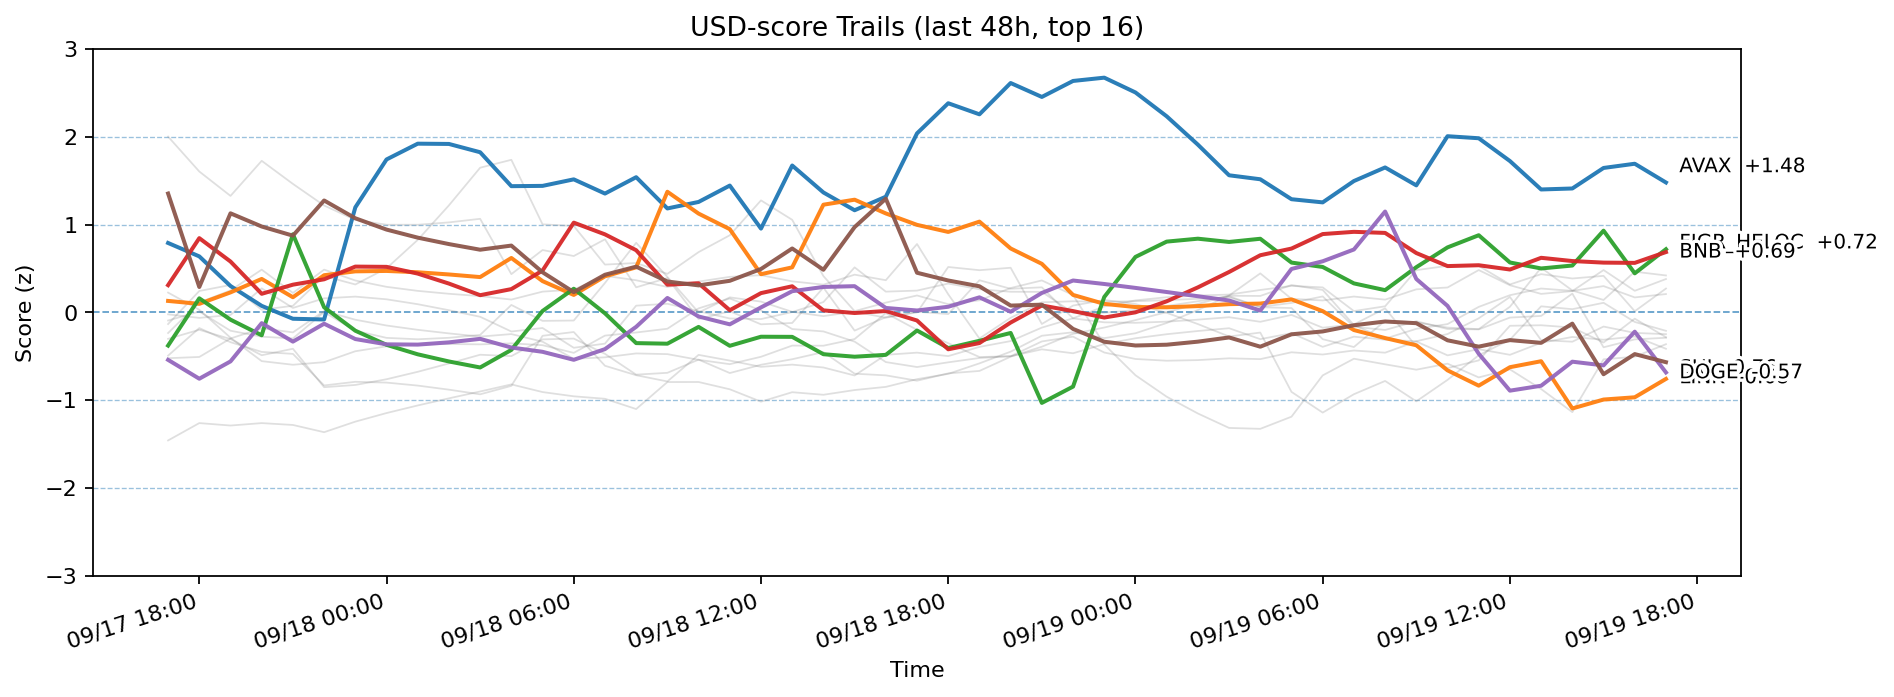 USD-score Trails (last 48h, top 16)
Score (z)
3
2
1
0
−1
−2
−3
AVAX +1.48
+0.72
BNB +0.69
DOGE -0.57
09/17 18:00
09/18 00:00
09/18 06:00
09/18 12:00
09/18 18:00
09/19 00:00
09/19 06:00
09/19 12:00
09/19 18:00
Time